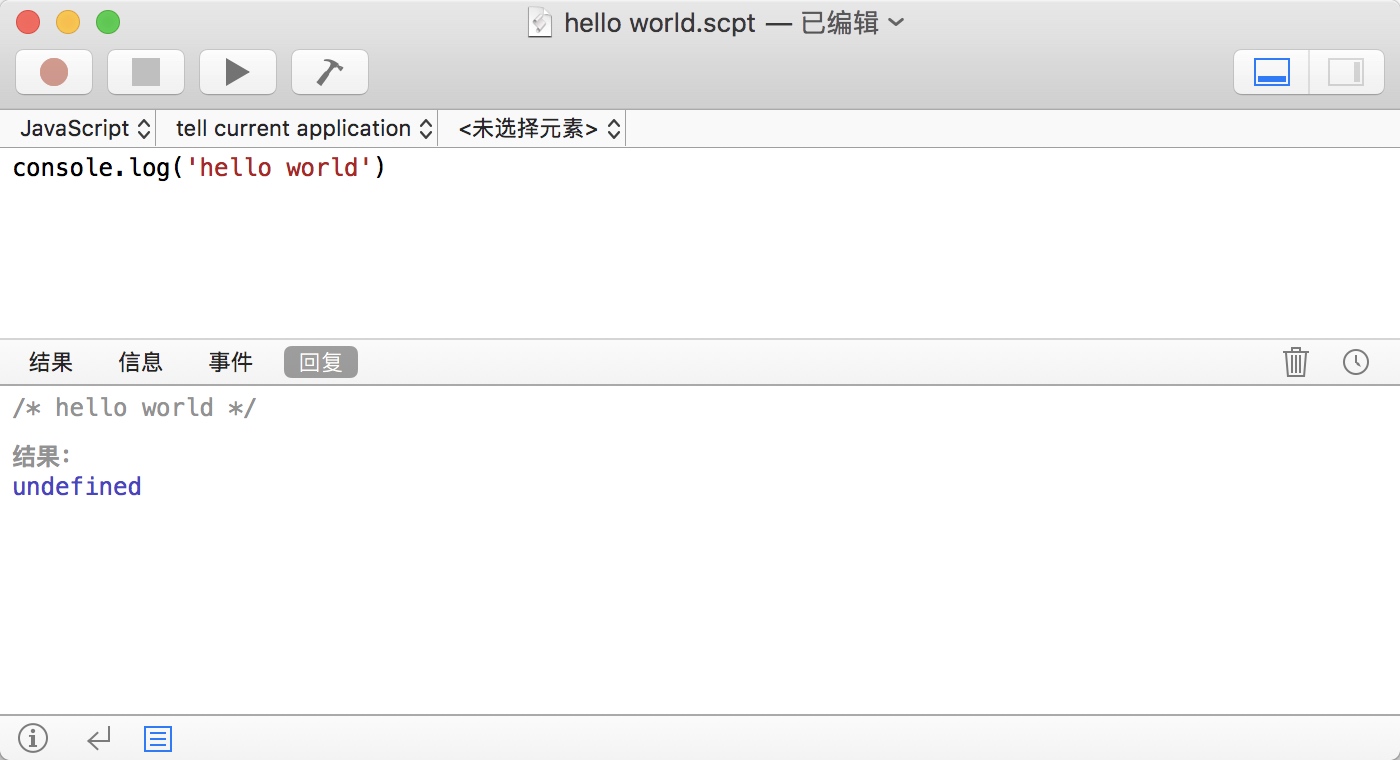 hello world.scpt — 已编辑
JavaScript tell current application <未选择元素>
console.log('hello world')
结果 信息 事件 回复
/* hello world */
结果：
undefined